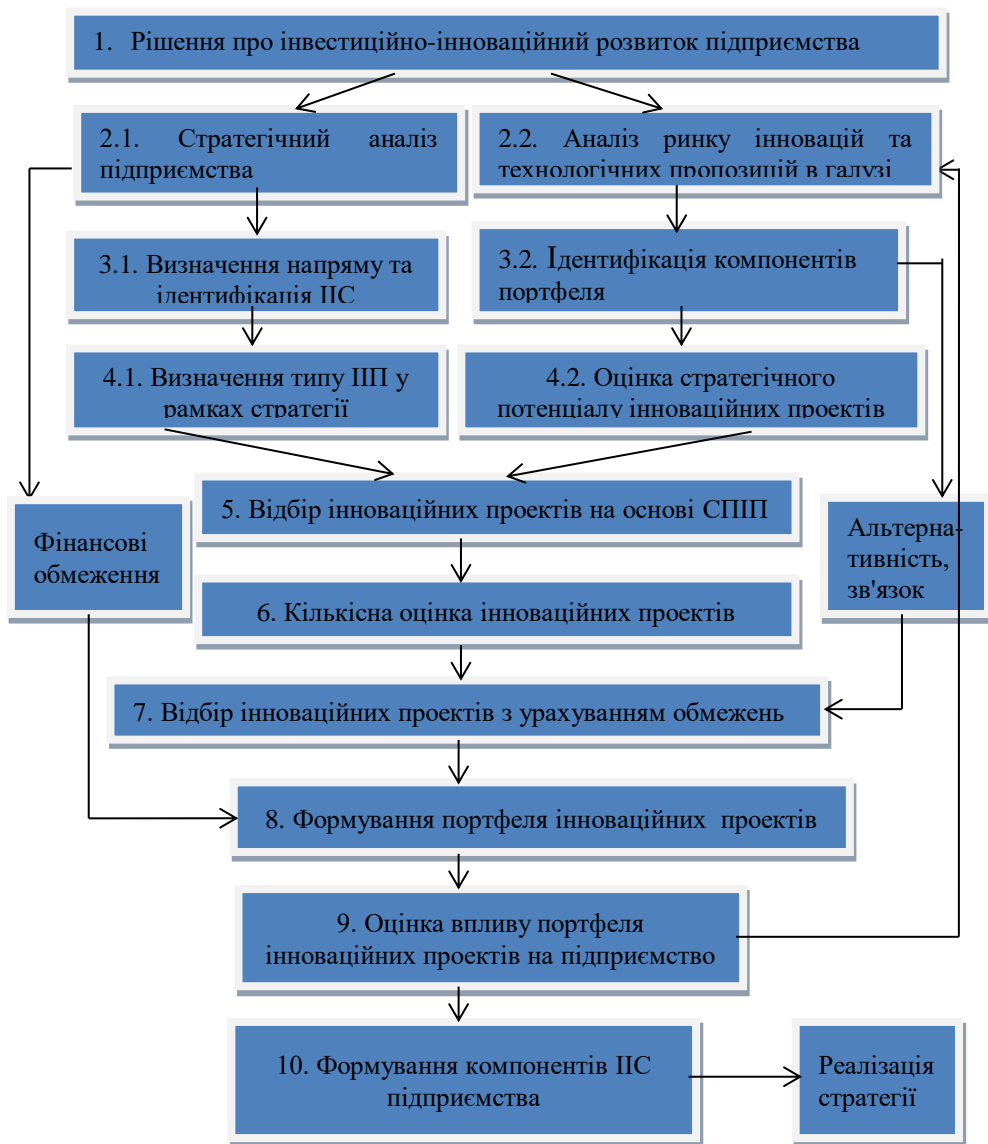 1. Рішення про інвестиційно-інноваційний розвиток підприємства
2.1. Стратегічний аналіз
підприємства
2.2. Аналіз ринку інновацій та
технологічних пропозицій в галузі
3.1. Визначення напряму та
ідентифікація ІІС
3.2. Ідентифікація компонентів
портфеля
4.1. Визначення типу ІІП у
рамках стратегії
4.2. Оцінка стратегічного
потенціалу інноваційних проектів
5. Відбір інноваційних проектів на основі СПІП
Фінансові
обмеження
Альтерна-
тивність,
зв'язок
6. Кількісна оцінка інноваційних проектів
7. Відбір інноваційних проектів з урахуванням обмежень
8. Формування портфеля інноваційних проектів
9. Оцінка впливу портфеля
інноваційних проектів на підприємство
10. Формування компонентів ІІС
підприємства
Реалізація
стратегії